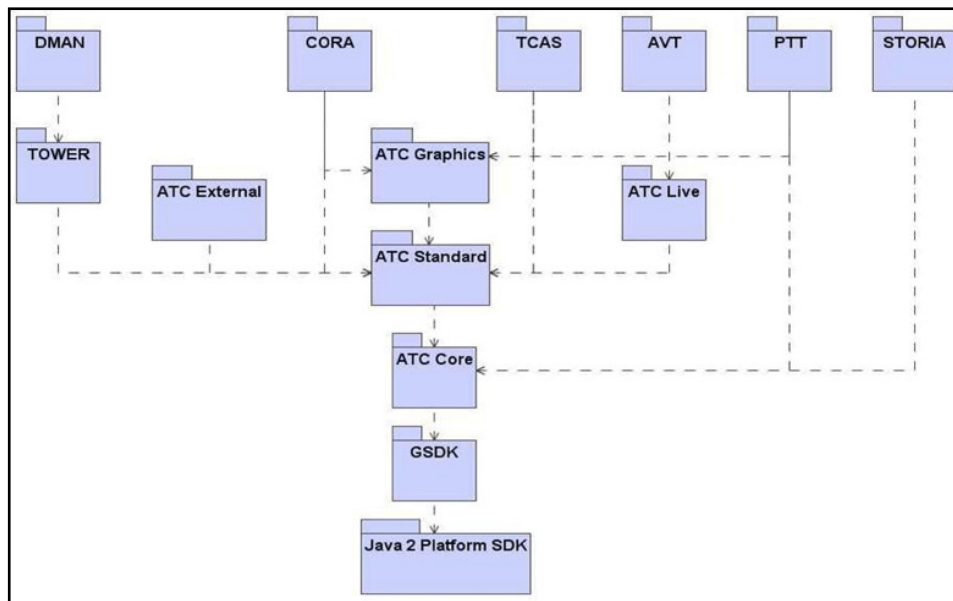 DMAN
CORA
TCAS
AVT
PTT
STORIA
TOWER
ATC External
ATC Graphics
ATC Live
ATC Standard
ATC Core
GSDK
Java 2 Platform SDK